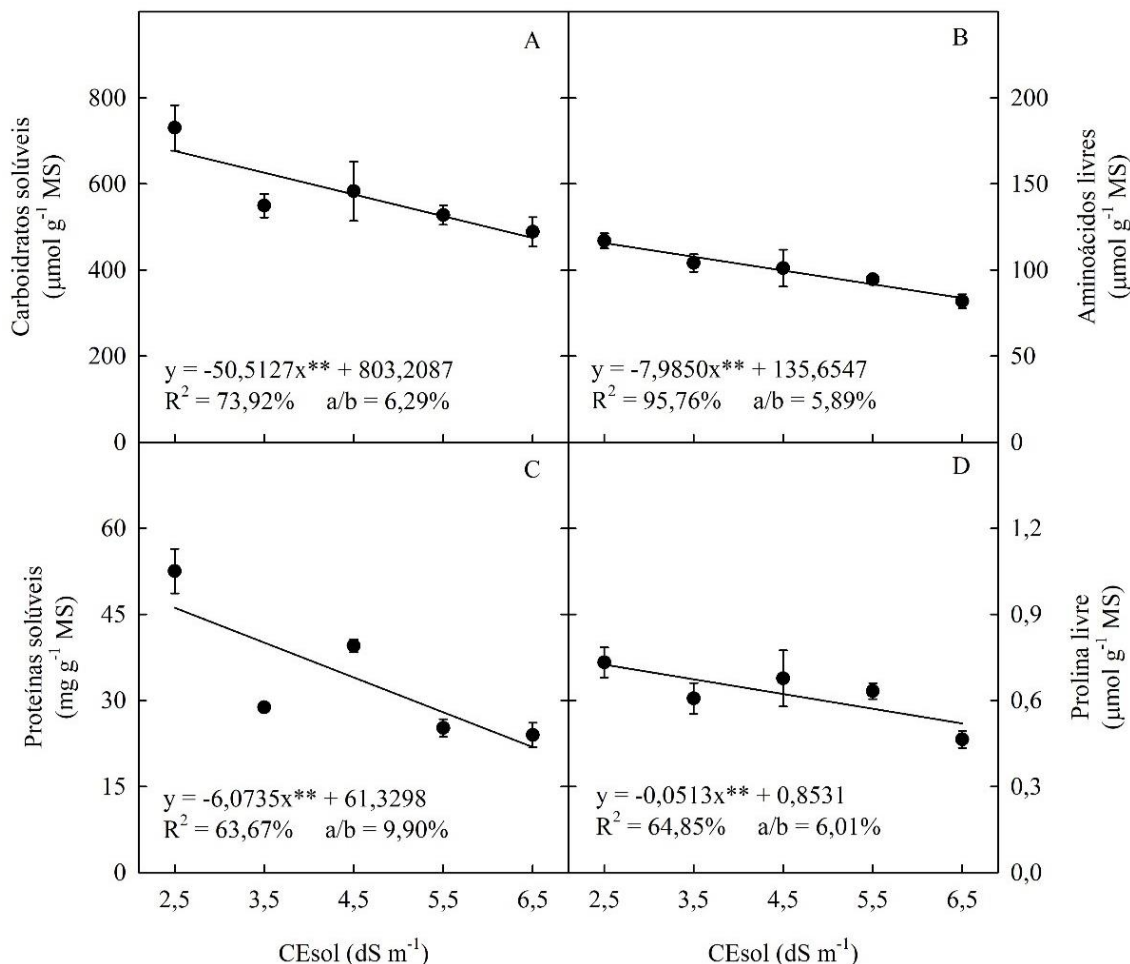 A
800
600
400
200
0
Carboidratos solúveis
(µmol g⁻¹ MS)
y = -50,5127x** + 803,2087
R² = 73,92% a/b = 6,29%
B
200
150
100
50
0
Aminoácidos livres
(µmol g⁻¹ MS)
y = -7,9850x** + 135,6547
R² = 95,76% a/b = 5,89%
C
60
45
30
15
0
Proteínas solúveis
(mg g⁻¹ MS)
y = -6,0735x** + 61,3298
R² = 63,67% a/b = 9,90%
2,5 3,5 4,5 5,5 6,5
CEsol (dS m⁻¹)
D
1,2
0,9
0,6
0,3
0,0
Prolina livre
(µmol g⁻¹ MS)
y = -0,0513x** + 0,8531
R² = 64,85% a/b = 6,01%
2,5 3,5 4,5 5,5 6,5
CEsol (dS m⁻¹)